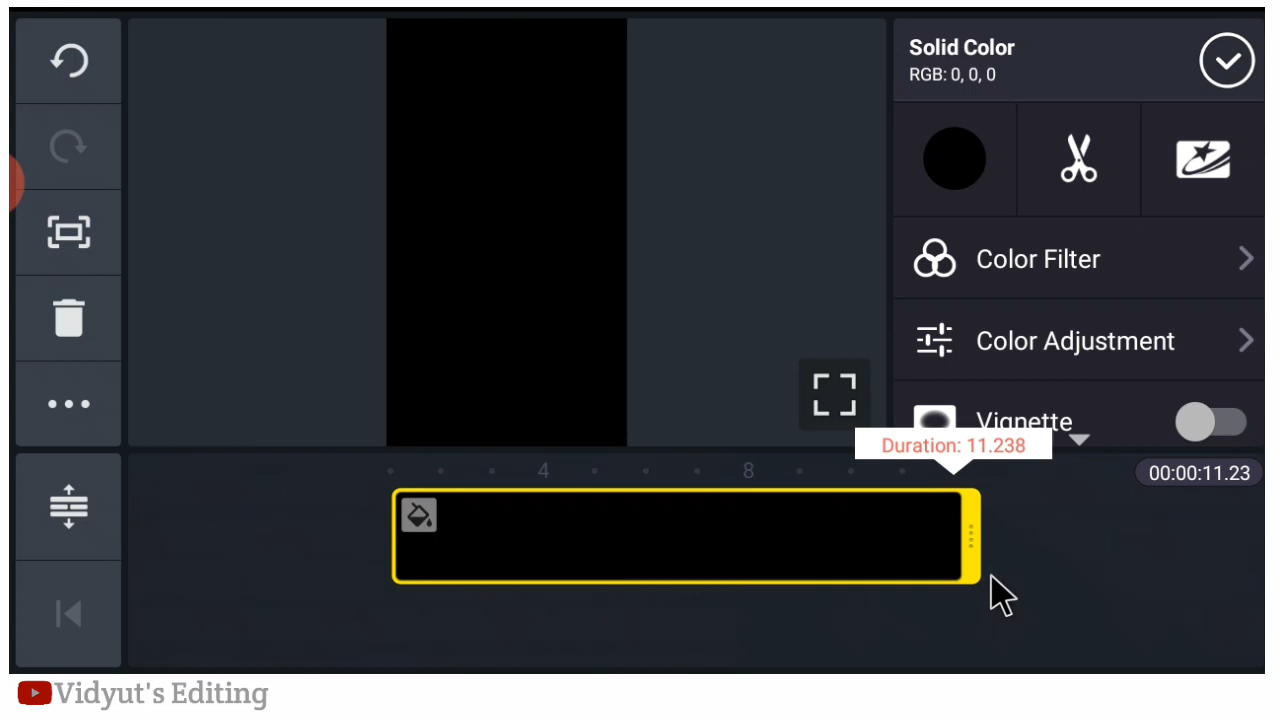 Solid Color
RGB: 0, 0, 0
Color Filter
Color Adjustment
Vignette
Duration: 11.238
4
8
00:00:11.23
Vidyut's Editing